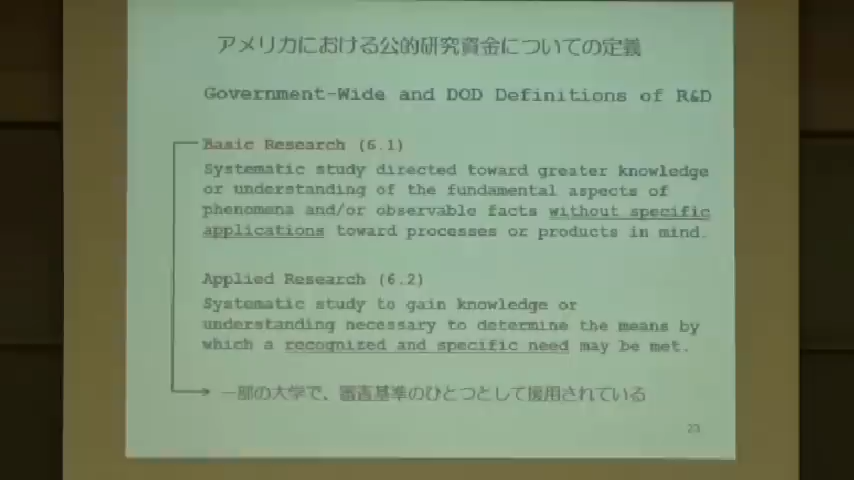 アメリカにおける公的研究資金についての定義
Government-Wide and DOD Definitions of R&D
Basic Research (6.1)
Systematic study directed toward greater knowledge
or understanding of the fundamental aspects of
phenomena and/or observable facts without specific
applications toward processes or products in mind.
Applied Research (6.2)
Systematic study to gain knowledge or
understanding necessary to determine the means by
which a recognized and specific need may be met.
一部の大学で、審査基準のひとつとして援用されている
23